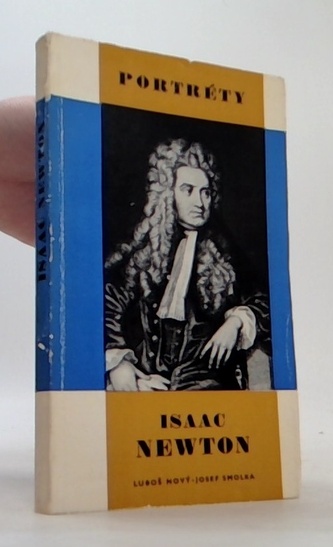 PORTRÉTY
ISAAC
NEWTON
LUBOŠ NOVÝ-JOSEF SMOLKA
ISAAC NEWTON